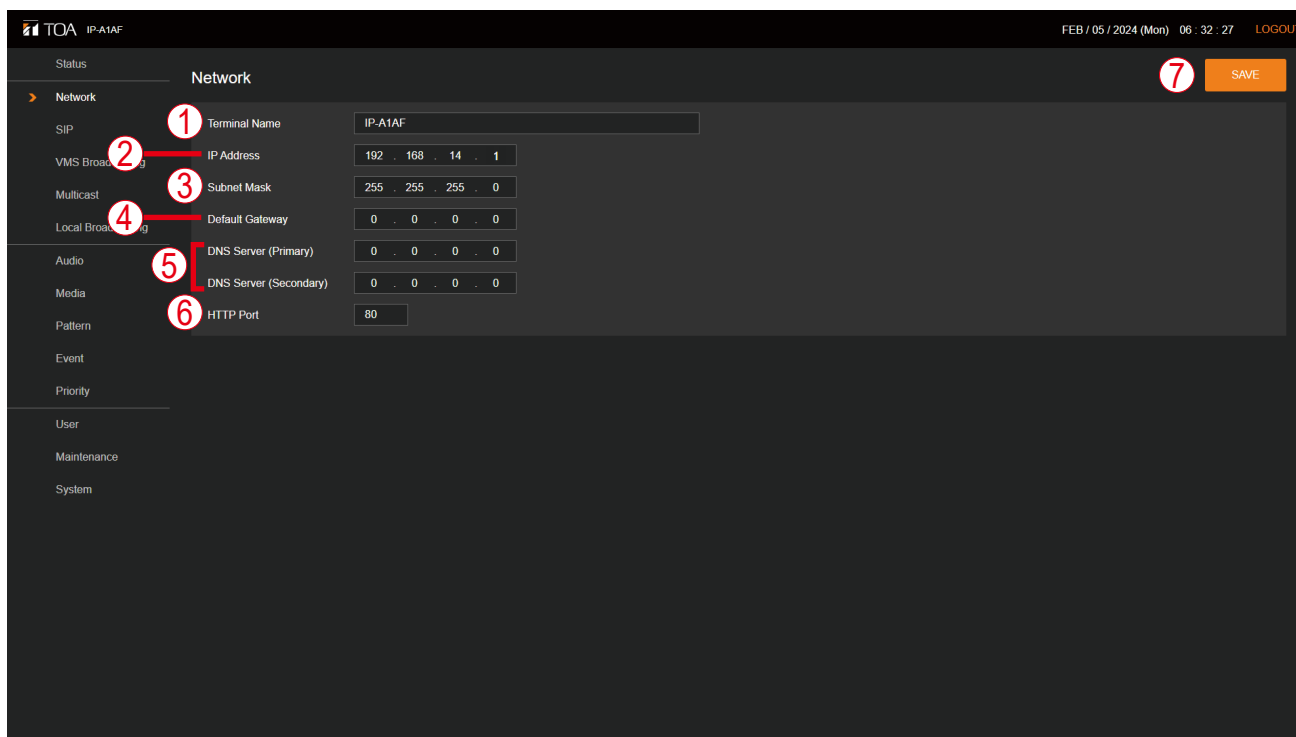 TOA IP-A1AF FEB / 05 / 2024 (Mon) 06 : 32 : 27 LOGOU
Status
Network 7 SAVE
Network
SIP
VMS Broad g
Multicast
Local Broad g
Audio
Media
Pattern
Event
Priority
User
Maintenance
System
1 Terminal Name IP-A1AF
2 IP Address 192 . 168 . 14 . 1
3 Subnet Mask 255 . 255 . 255 . 0
4 Default Gateway 0 . 0 . 0 . 0
5 DNS Server (Primary) 0 . 0 . 0 . 0
DNS Server (Secondary) 0 . 0 . 0 . 0
6 HTTP Port 80